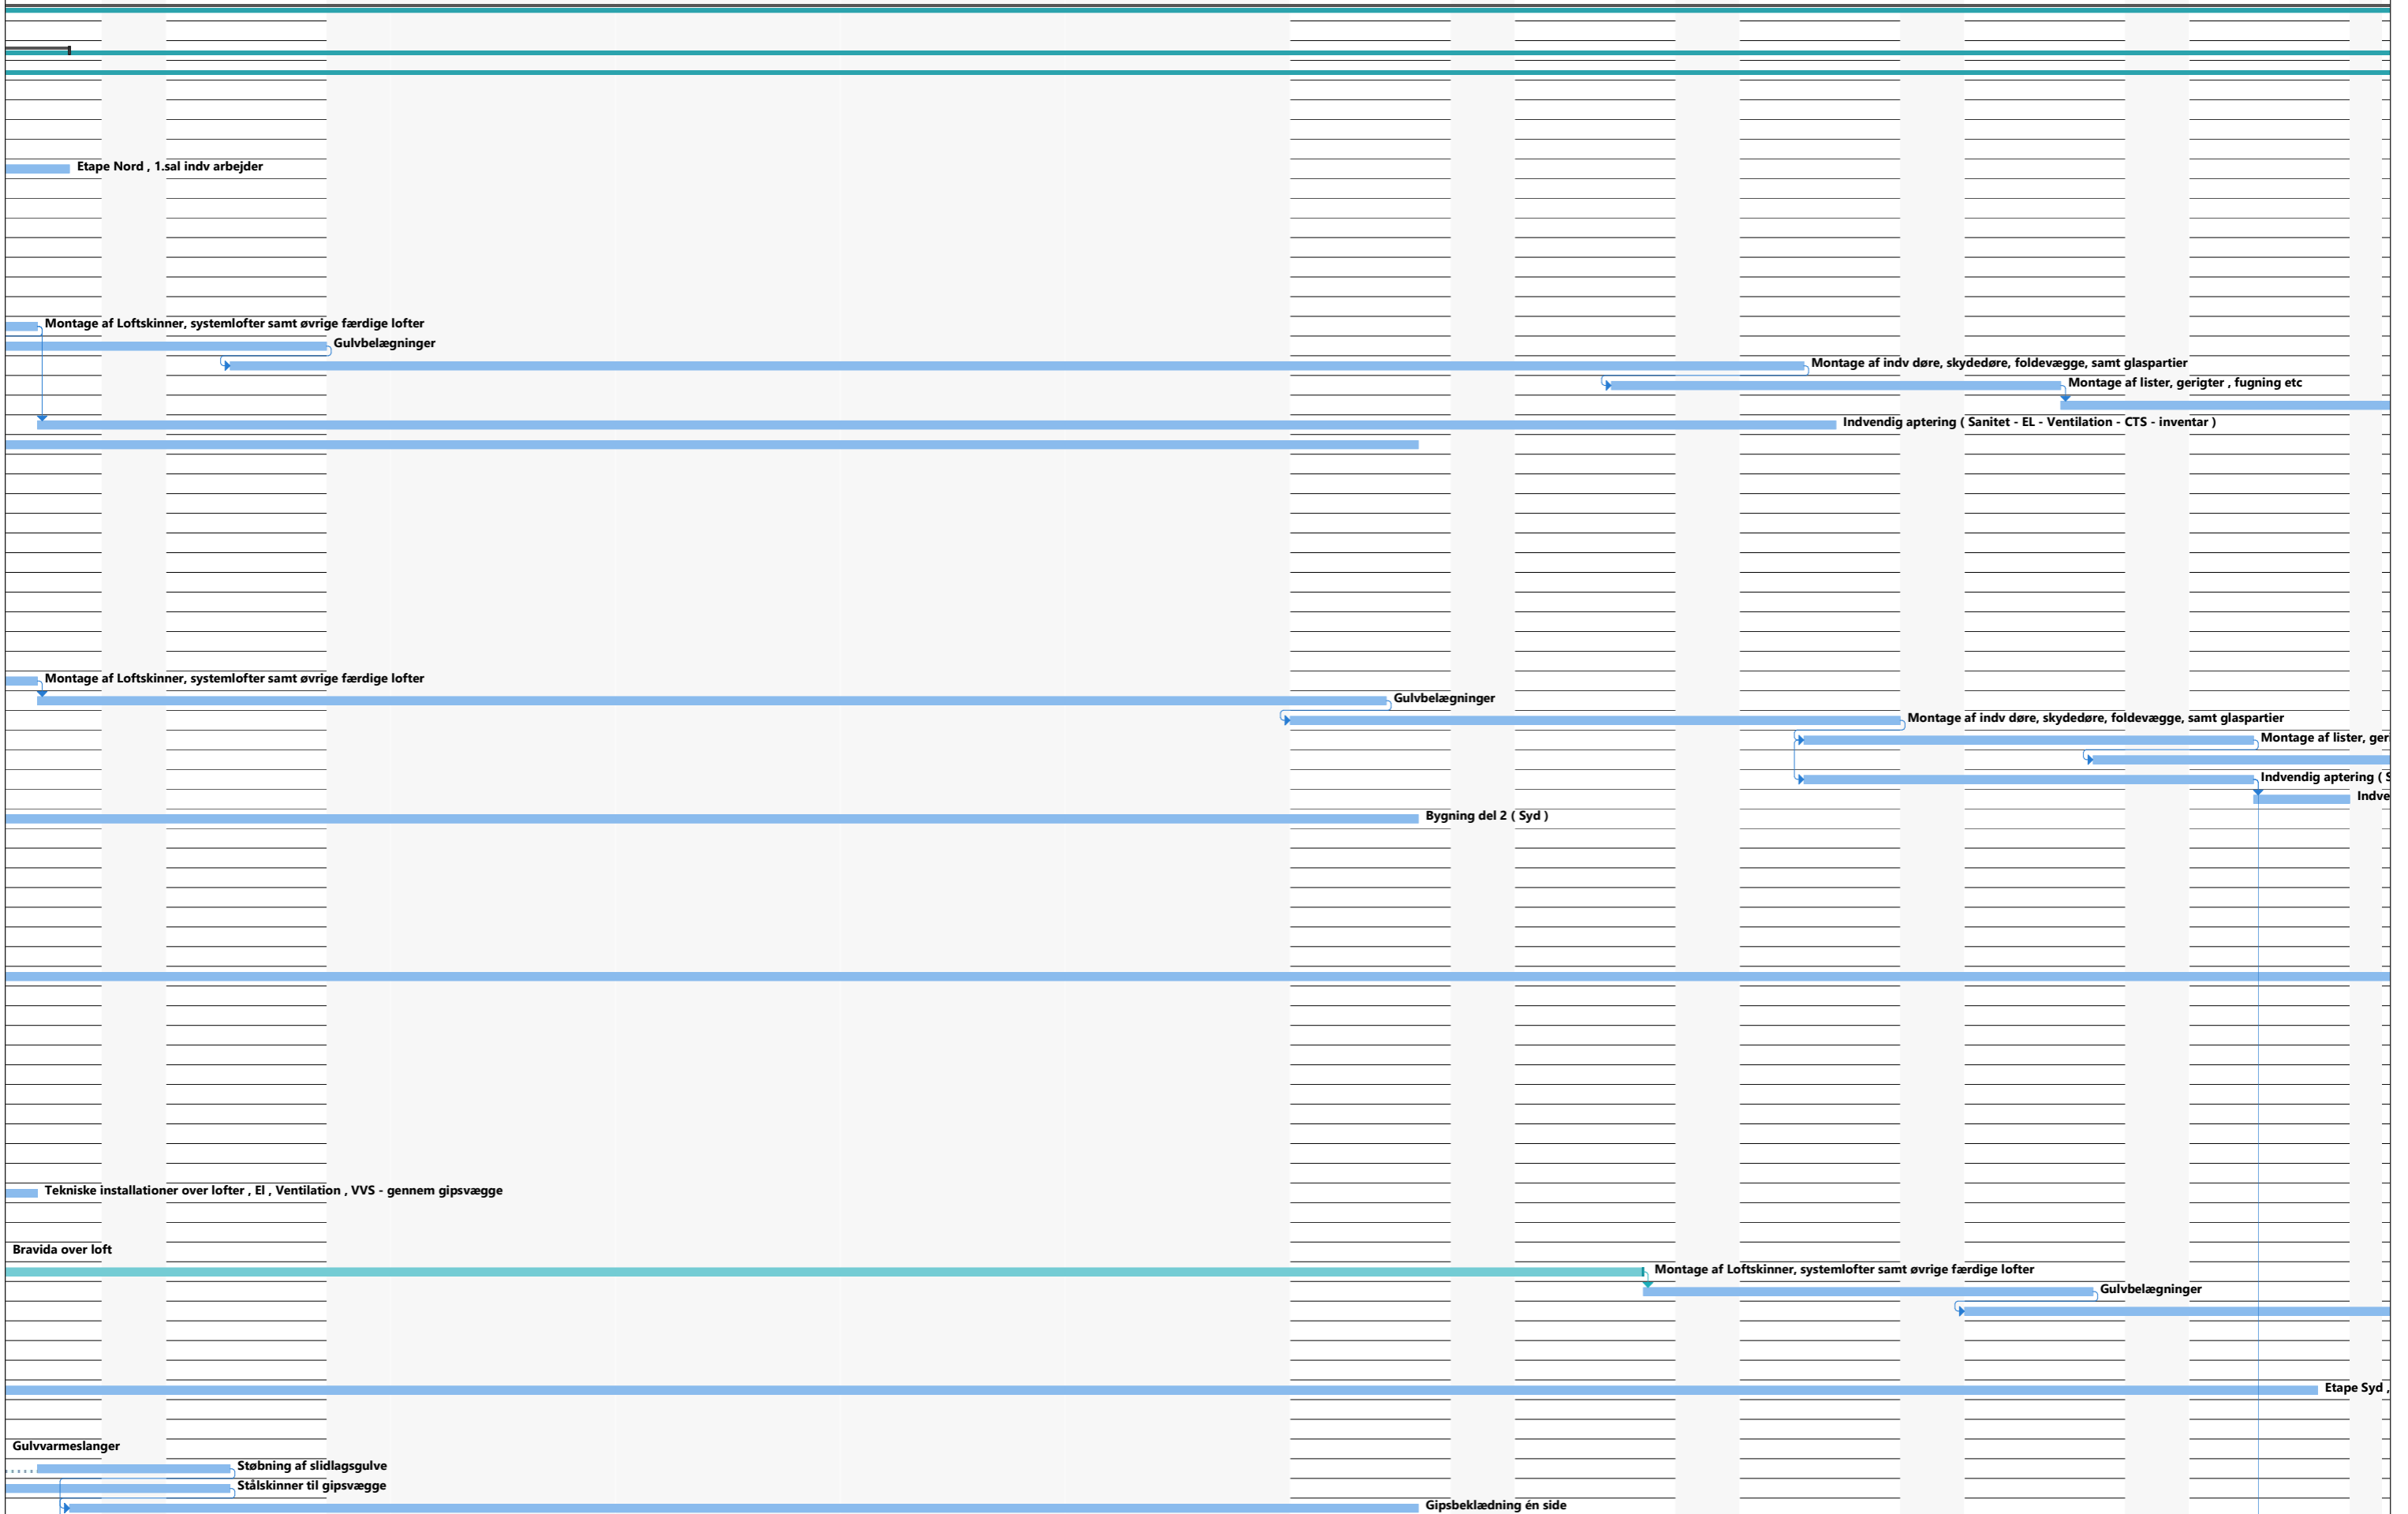 Etape Nord , 1.sal indv arbejder
Montage af Loftskinner, systemlofter samt øvrige færdige lofter
Gulvbelægninger
Montage af indv døre, skydedøre, foldevægge, samt glaspartier
Montage af lister, gerigter , fugning etc
Indvendig aptering ( Sanitet - EL - Ventilation - CTS - inventar )
Montage af Loftskinner, systemlofter samt øvrige færdige lofter
Gulvbelægninger
Montage af indv døre, skydedøre, foldevægge, samt glaspartier
Montage af lister, ger
Indvendig aptering ( S
Indve
Bygning del 2 ( Syd )
Tekniske installationer over lofter , El , Ventilation , VVS - gennem gipsvægge
Bravida over loft
Montage af Loftskinner, systemlofter samt øvrige færdige lofter
Gulvbelægninger
Etape Syd ,
Gulvvarmeslanger
Støbning af slidlagsgulve
Stålskinner til gipsvægge
Gipsbeklædning én side